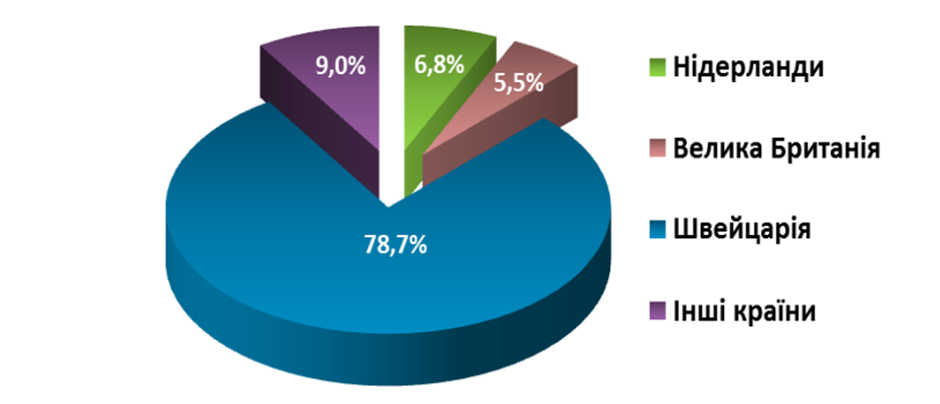 9,0%
6,8%
5,5%
78,7%
Нідерланди
Велика Британія
Швейцарія
Інші країни